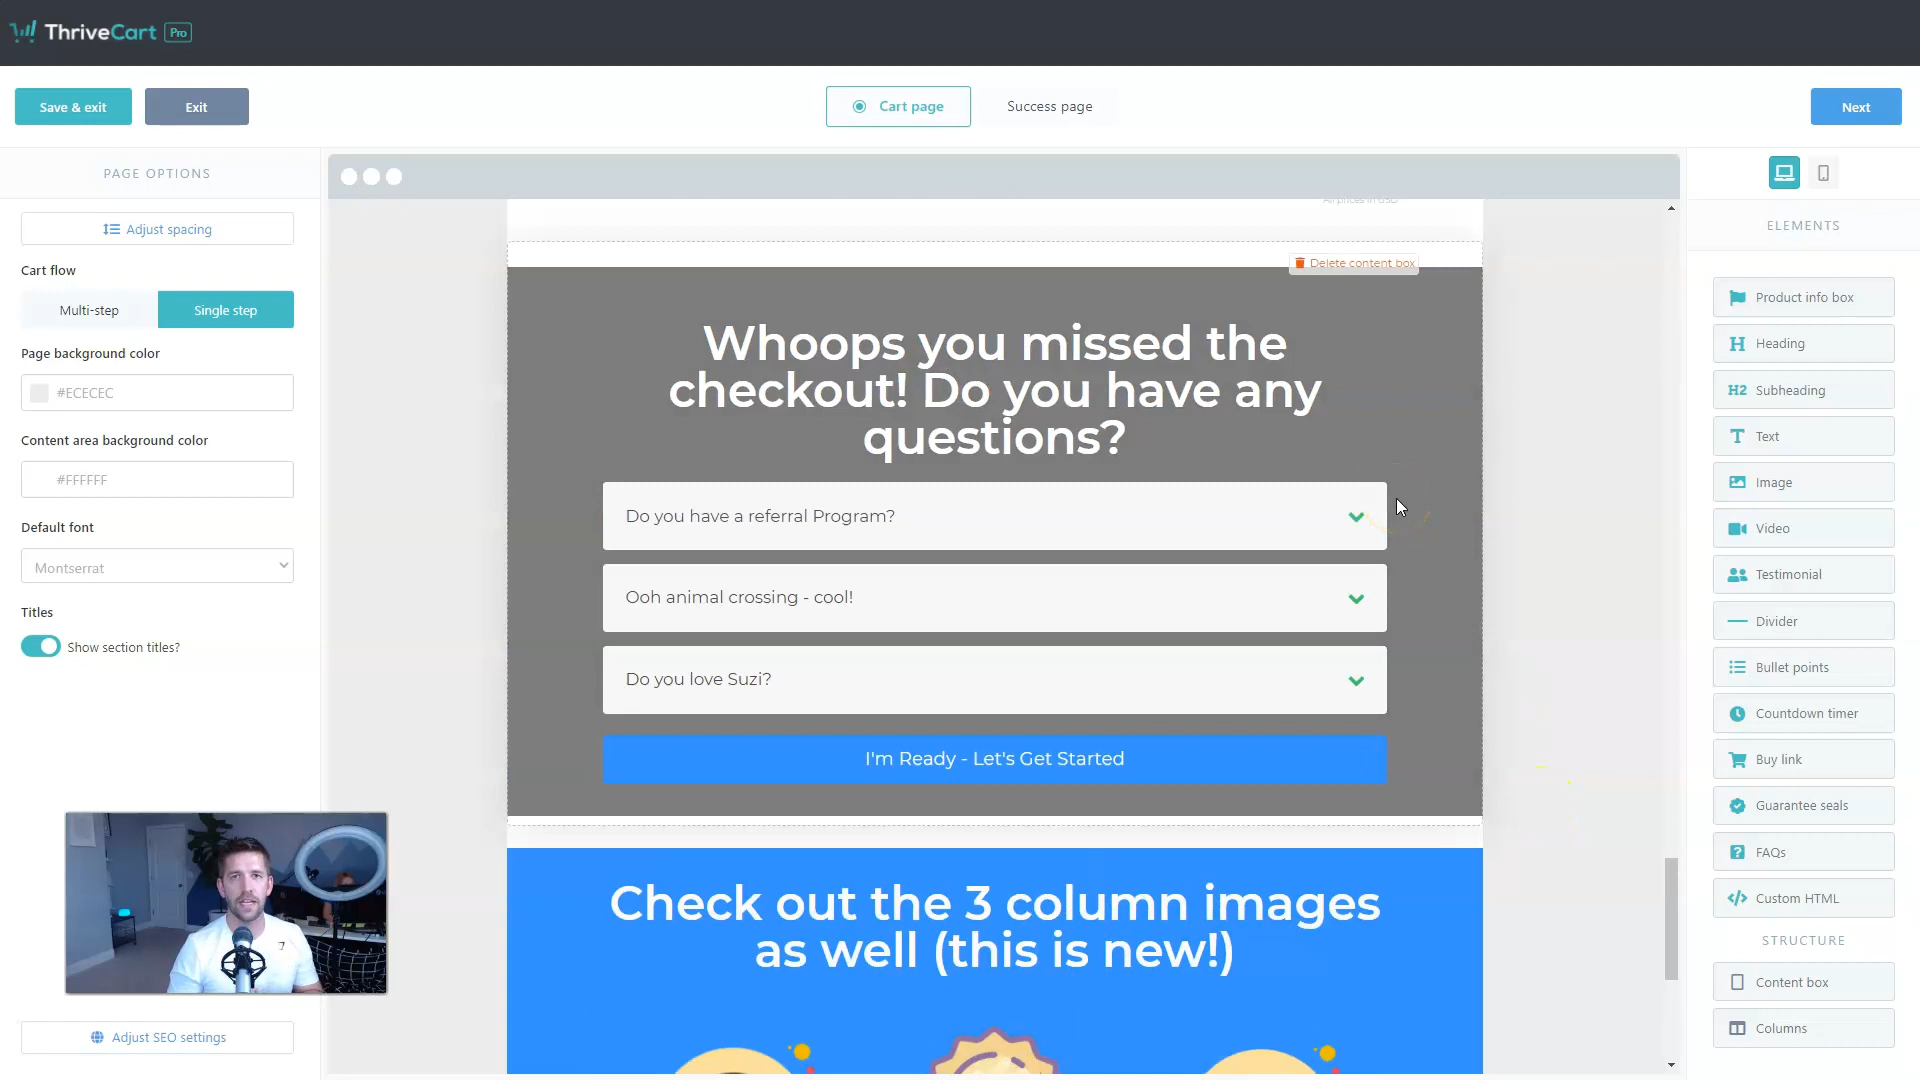 ThriveCart Pro
Save & exit
Exit
Cart page
Success page
Next
PAGE OPTIONS
Adjust spacing
Cart flow
Multi-step
Single step
Page background color
#ECECEC
Content area background color
#FFFFFF
Default font
Montserrat
Titles
Show section titles?
Adjust SEO settings
All prices in USD
Delete content box
Whoops you missed the
checkout! Do you have any
questions?
Do you have a referral Program?
Ooh animal crossing - cool!
Do you love Suzi?
I'm Ready - Let's Get Started
Check out the 3 column images
as well (this is new!)
ELEMENTS
Product info box
H Heading
H2 Subheading
T Text
Image
Video
Testimonial
Divider
Bullet points
Countdown timer
Buy link
Guarantee seals
? FAQs
</> Custom HTML
STRUCTURE
Content box
Columns